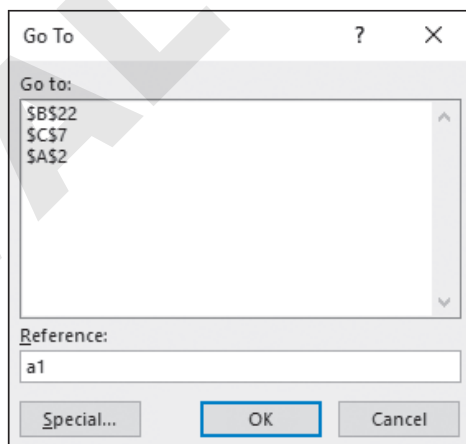 Go To ? ×
Go to:
$B$22
$C$7
$A$2
Reference:
a1
Special... OK Cancel